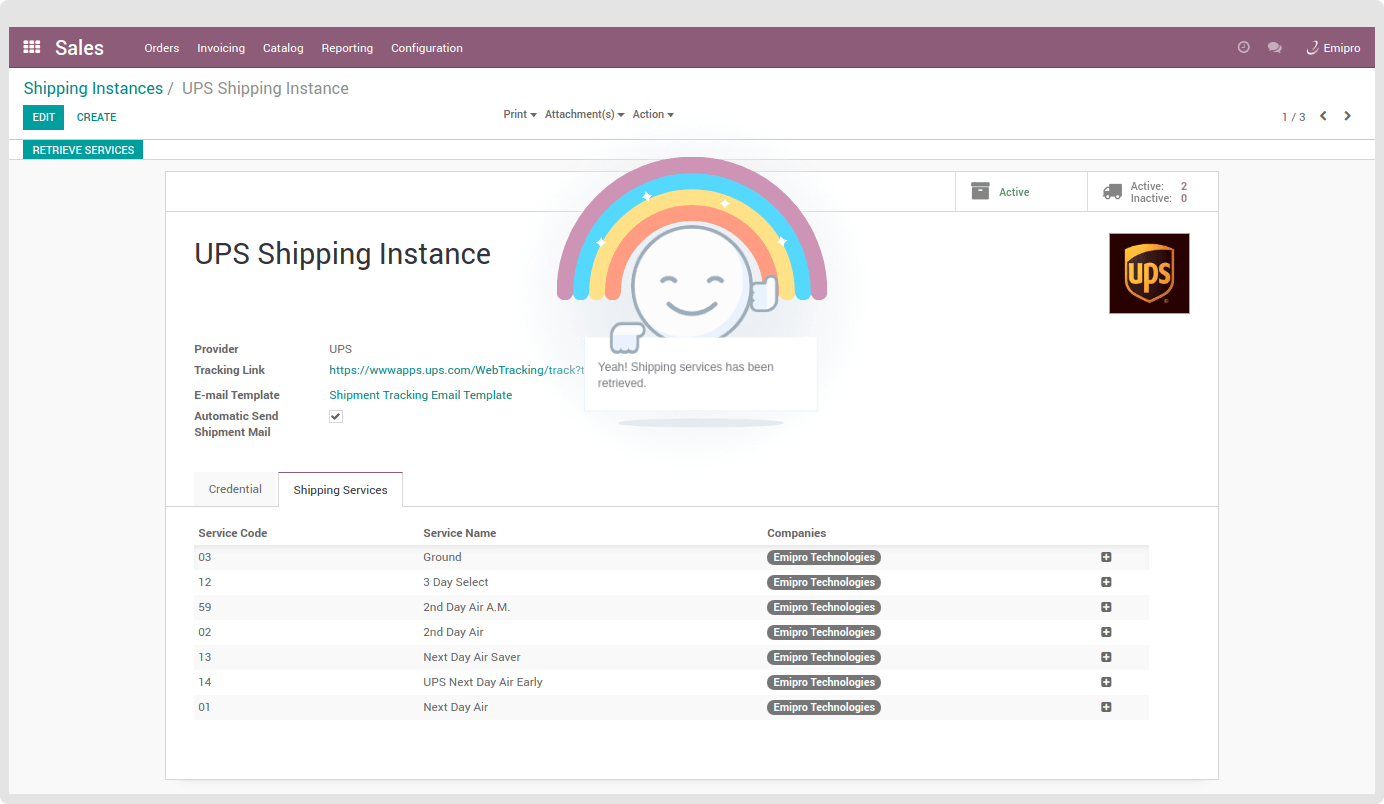 Sales Orders Invoicing Catalog Reporting Configuration Emipro
Shipping Instances / UPS Shipping Instance
EDIT CREATE Print Attachment(s) Action 1 / 3
RETRIEVE SERVICES
Active Active: 2
Inactive: 0
UPS Shipping Instance
ups
Provider UPS
Tracking Link https://wwwapps.ups.com/WebTracking/track?t
Yeah! Shipping services has been
retrieved.
E-mail Template Shipment Tracking Email Template
Automatic Send
Shipment Mail
Credential Shipping Services
Service Code Service Name Companies
03 Ground Emipro Technologies
12 3 Day Select Emipro Technologies
59 2nd Day Air A.M. Emipro Technologies
02 2nd Day Air Emipro Technologies
13 Next Day Air Saver Emipro Technologies
14 UPS Next Day Air Early Emipro Technologies
01 Next Day Air Emipro Technologies